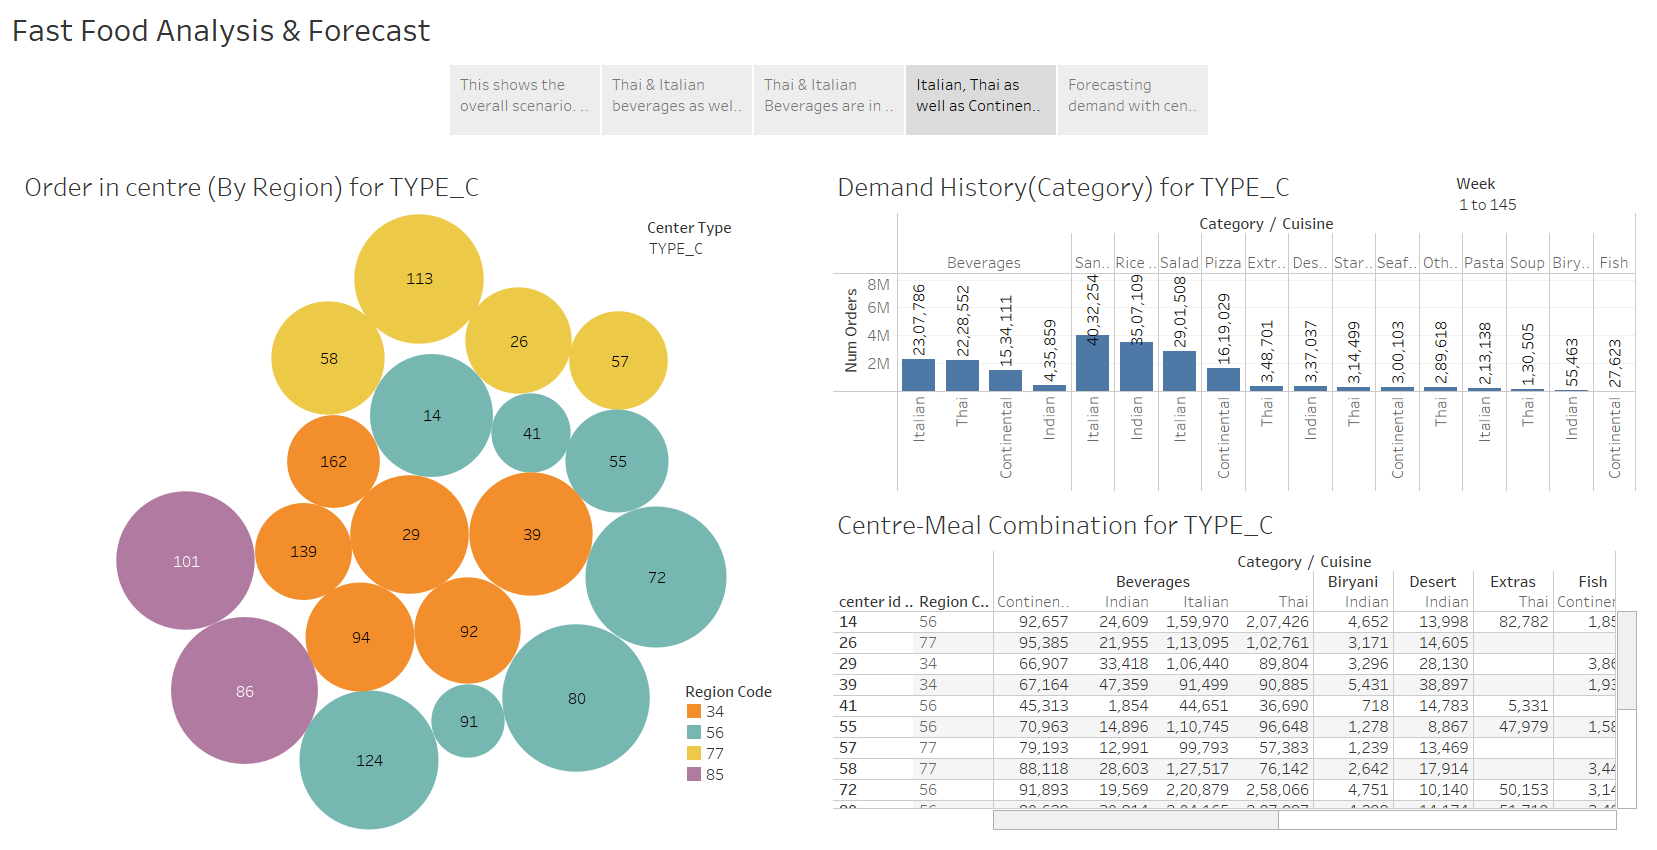 Fast Food Analysis & Forecast
This shows the
overall scenario. ..
Thai & Italian
beverages as wel..
Thai & Italian
Beverages are in ..
Italian, Thai as
well as Continen..
Forecasting
demand with cen..
Order in centre (By Region) for TYPE_C
Center Type
TYPE_C
113
58
26
57
14
41
162
55
29
39
139
101
72
94
92
86
80
91
124
Region Code
34
56
77
85
Demand History(Category) for TYPE_C
Week
1 to 145
Category / Cuisine
Beverages San.. Rice .. Salad Pizza Extr.. Des.. Star.. Seaf.. Oth.. Pasta Soup Biry.. Fish
Num Orders
8M
6M
4M
2M
23,07,786 22,28,552 15,34,111 4,35,859 40,32,254 35,07,109 29,01,508 16,19,029 3,48,701 3,37,037 3,14,499 3,00,103 2,89,618 2,13,138 1,30,505 55,463 27,623
Italian Thai Continental Indian Italian Indian Italian Continental Thai Indian Thai Continental Thai Italian Thai Indian Continental
Centre-Meal Combination for TYPE_C
Category / Cuisine
Beverages Biryani Desert Extras Fish
center id .. Region C.. Continen.. Indian Italian Thai Indian Indian Thai Continer
14 56 92,657 24,609 1,59,970 2,07,426 4,652 13,998 82,782 1,85
26 77 95,385 21,955 1,13,095 1,02,761 3,171 14,605
29 34 66,907 33,418 1,06,440 89,804 3,296 28,130 3,86
39 34 67,164 47,359 91,499 90,885 5,431 38,897 1,93
41 56 45,313 1,854 44,651 36,690 718 14,783 5,331
55 56 70,963 14,896 1,10,745 96,648 1,278 8,867 47,979 1,58
57 77 79,193 12,991 99,793 57,383 1,239 13,469
58 77 88,118 28,603 1,27,517 76,142 2,642 17,914 3,44
72 56 91,893 19,569 2,20,879 2,58,066 4,751 10,140 50,153 3,14